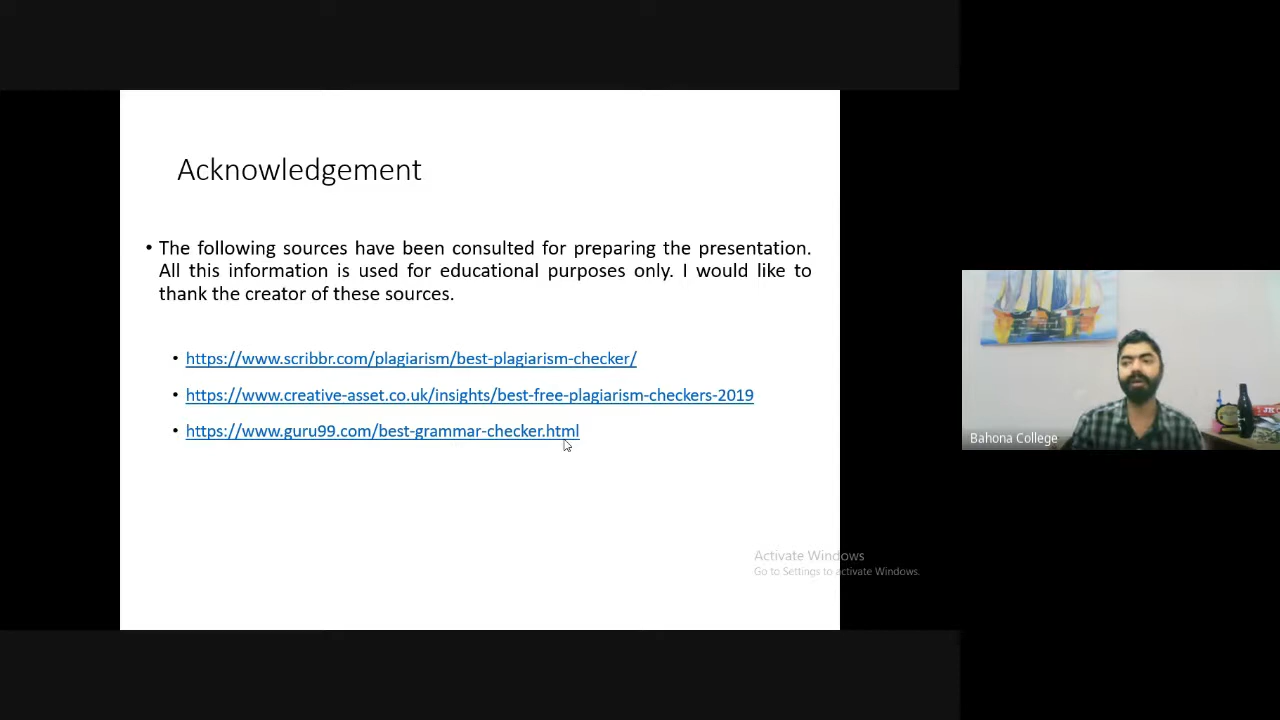 Acknowledgement
• The following sources have been consulted for preparing the presentation.
All this information is used for educational purposes only. I would like to
thank the creator of these sources.
• https://www.scribbr.com/plagiarism/best-plagiarism-checker/
• https://www.creative-asset.co.uk/insights/best-free-plagiarism-checkers-2019
• https://www.guru99.com/best-grammar-checker.html
Bahona College
Activate Windows
Go to Settings to activate Windows.